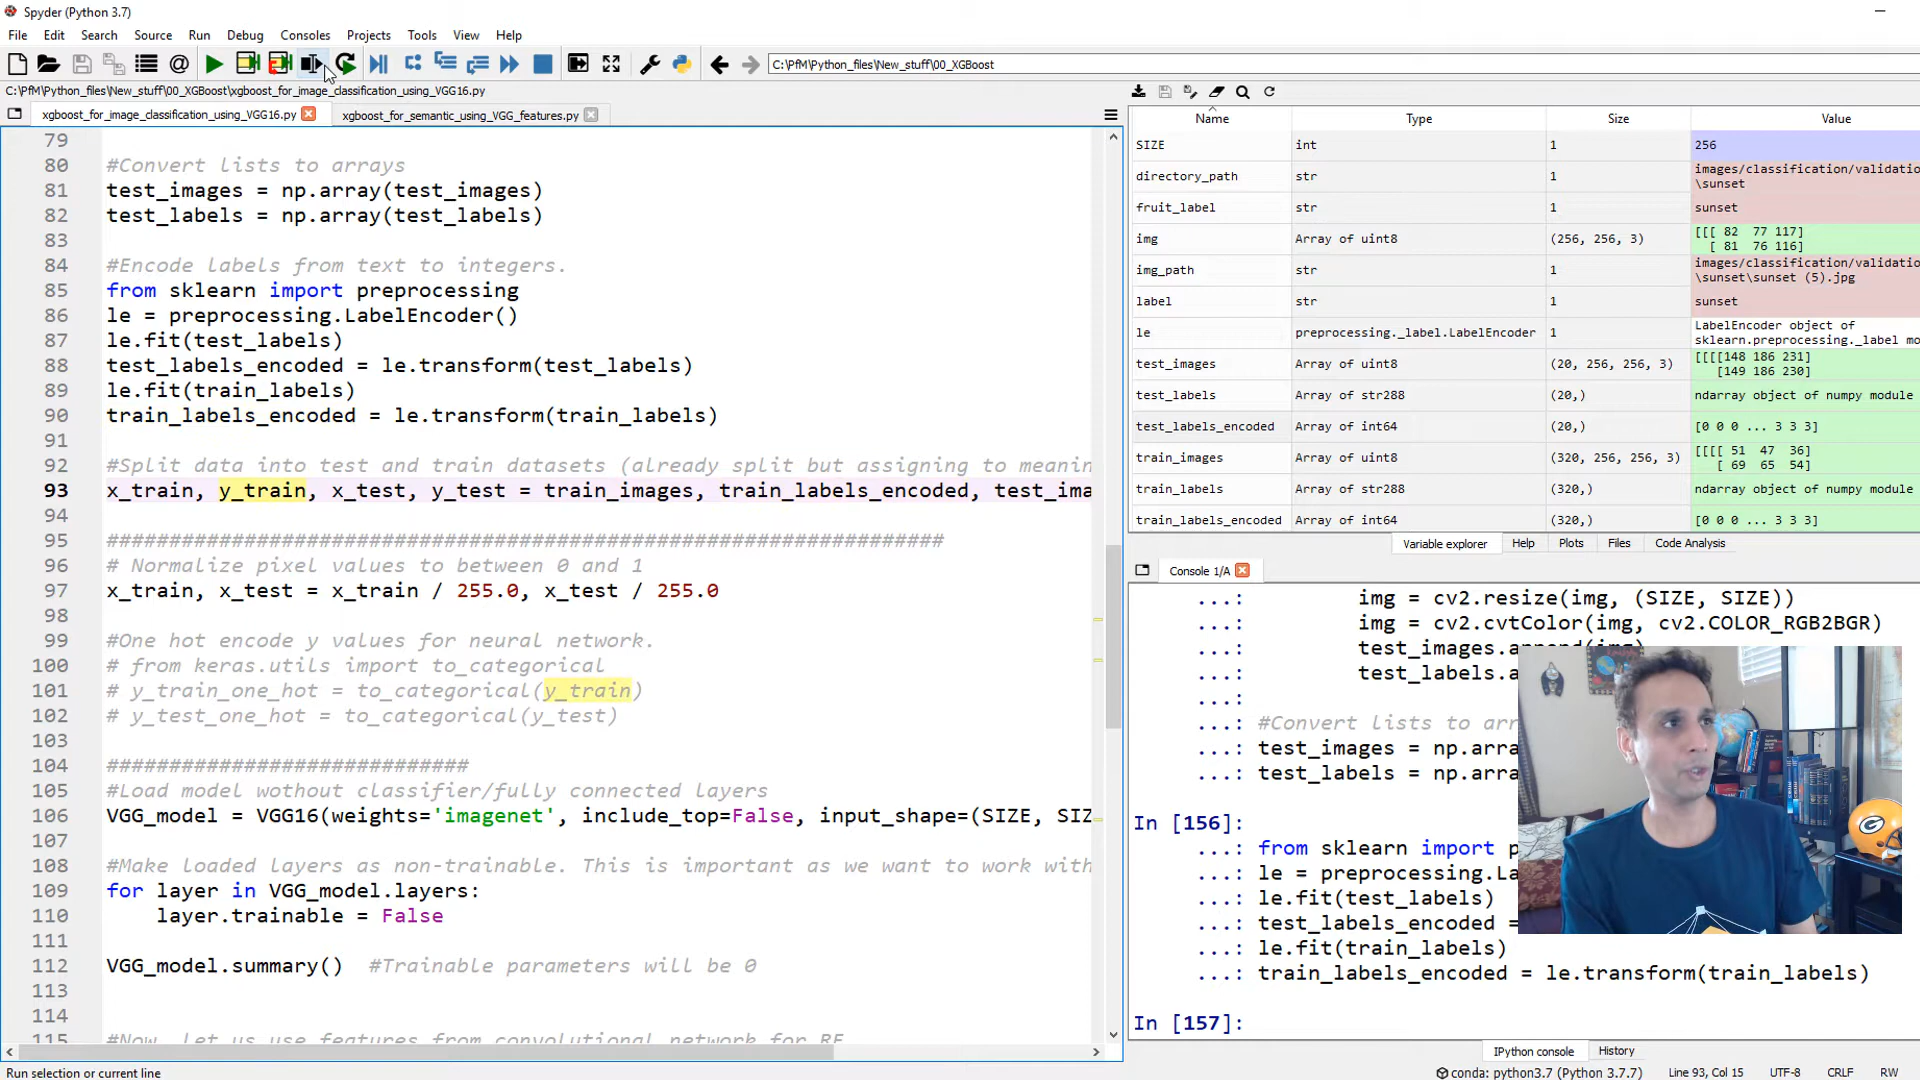 Spyder (Python 3.7)
File Edit Search Source Run Debug Consoles Projects Tools View Help
C:\PfM\Python_files\New_stuff\00_XGBoost
C:\PfM\Python_files\New_stuff\00_XGBoost\xgboost_for_image_classification_using_VGG16.py
xgboost_for_image_classification_using_VGG16.py
xgboost_for_semantic_using_VGG_features.py
79
80 #Convert lists to arrays
81 test_images = np.array(test_images)
82 test_labels = np.array(test_labels)
83
84 #Encode labels from text to integers.
85 from sklearn import preprocessing
86 le = preprocessing.LabelEncoder()
87 le.fit(test_labels)
88 test_labels_encoded = le.transform(test_labels)
89 le.fit(train_labels)
90 train_labels_encoded = le.transform(train_labels)
91
92 #Split data into test and train datasets (already split but assigning to meanin
93 x_train, y_train, x_test, y_test = train_images, train_labels_encoded, test_ima
94
95 ###################################################################
96 # Normalize pixel values to between 0 and 1
97 x_train, x_test = x_train / 255.0, x_test / 255.0
98
99 #One hot encode y values for neural network.
100 # from keras.utils import to_categorical
101 # y_train_one_hot = to_categorical(y_train)
102 # y_test_one_hot = to_categorical(y_test)
103
104 #############################
105 #Load model wothout classifier/fully connected layers
106 VGG_model = VGG16(weights='imagenet', include_top=False, input_shape=(SIZE, SIZ
107
108 #Make loaded layers as non-trainable. This is important as we want to work with
109 for layer in VGG_model.layers:
110 layer.trainable = False
111
112 VGG_model.summary() #Trainable parameters will be 0
113
114
115 #Now, let us use features from convolutional network for RF
Name Type Size Value
SIZE int 1 256
directory_path str 1 images/classification/validatio
\sunset
fruit_label str 1 sunset
img Array of uint8 (256, 256, 3) [[[ 82 77 117]
[ 81 76 116]
img_path str 1 images/classification/validatio
\sunset\sunset (5).jpg
label str 1 sunset
le preprocessing._label.LabelEncoder 1 LabelEncoder object of
sklearn.preprocessing._label mo
test_images Array of uint8 (20, 256, 256, 3) [[[[148 186 231]
[149 186 230]
test_labels Array of str288 (20,) ndarray object of numpy module
test_labels_encoded Array of int64 (20,) [0 0 0 ... 3 3 3]
train_images Array of uint8 (320, 256, 256, 3) [[[[ 51 47 36]
[ 69 65 54]
train_labels Array of str288 (320,) ndarray object of numpy module
train_labels_encoded Array of int64 (320,) [0 0 0 ... 3 3 3]
Variable explorer Help Plots Files Code Analysis
Console 1/A
...: img = cv2.resize(img, (SIZE, SIZE))
...: img = cv2.cvtColor(img, cv2.COLOR_RGB2BGR)
...: test_images.append(img)
...: test_labels.a
...:
...: #Convert lists to arr
...: test_images = np.arra
...: test_labels = np.arra
In [156]:
...: from sklearn import p
...: le = preprocessing.La
...: le.fit(test_labels)
...: test_labels_encoded =
...: le.fit(train_labels)
...: train_labels_encoded = le.transform(train_labels)
In [157]:
IPython console History
Run selection or current line
conda: python3.7 (Python 3.7.7) Line 93, Col 15 UTF-8 CRLF RW